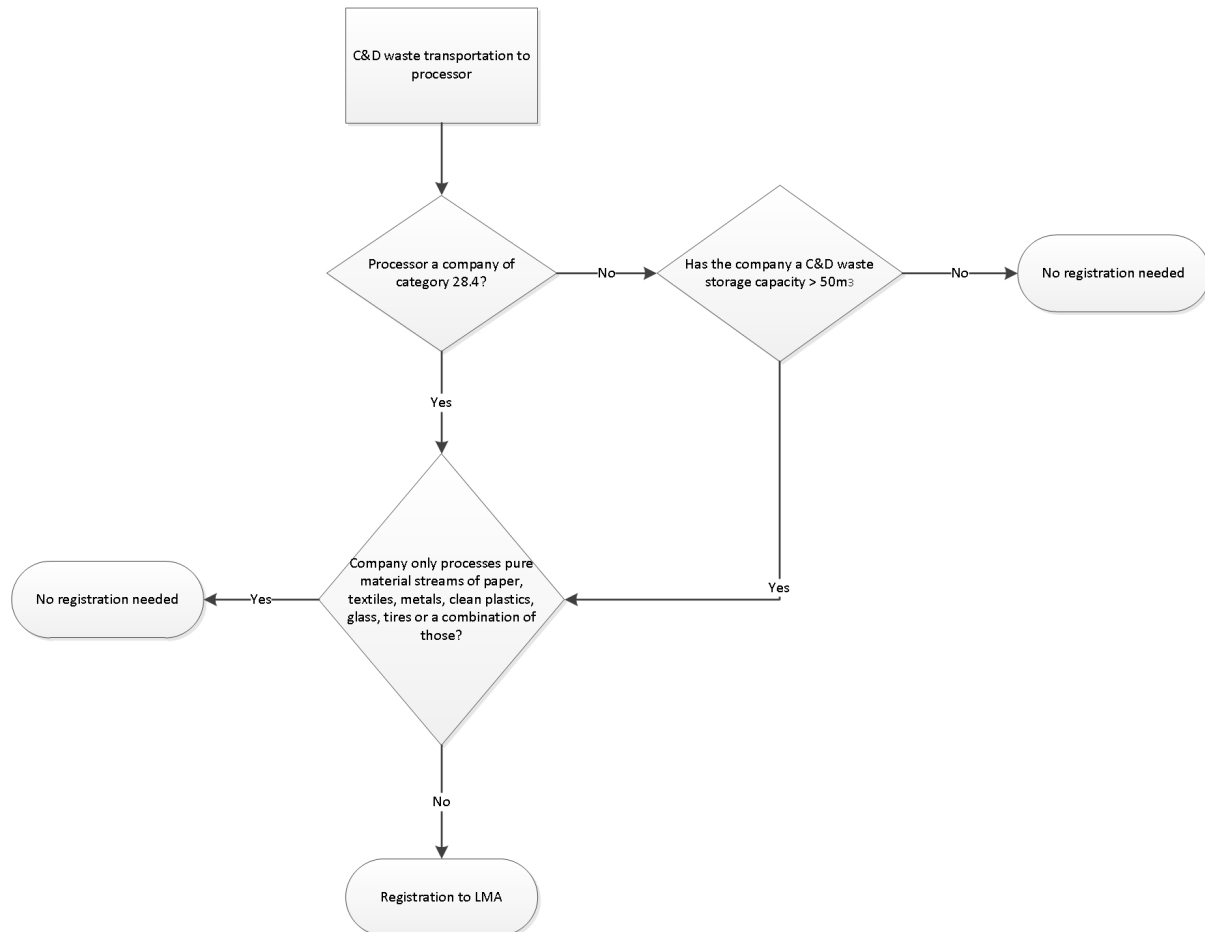 C&D waste transportation to
processor
Processor a company of
category 28.4?
No
Has the company a C&D waste
storage capacity > 50m3
No
No registration needed
Yes
Company only processes pure
material streams of paper,
textiles, metals, clean plastics,
glass, tires or a combination of
those?
Yes
No registration needed
Yes
No
Registration to LMA